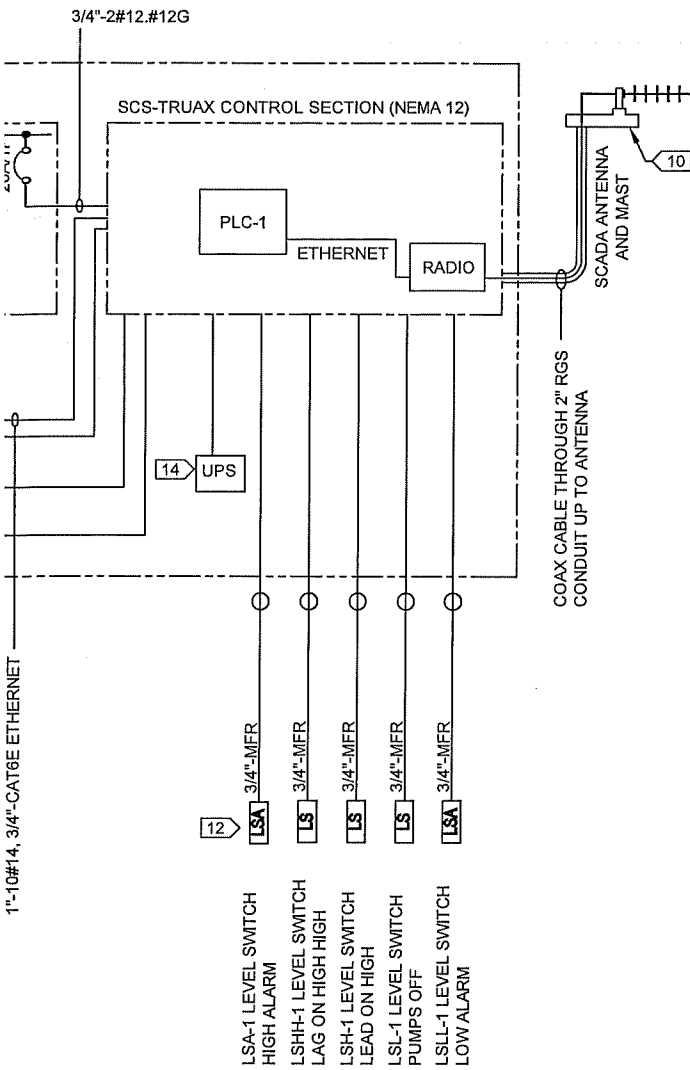 3/4"-2#12.#12G
SCS-TRUAX CONTROL SECTION (NEMA 12)
PLC-1
ETHERNET
RADIO
10
SCADA ANTENNA
AND MAST
COAX CABLE THROUGH 2" RGS
CONDUIT UP TO ANTENNA
14
UPS
1"-10#14, 3/4"-CAT6E ETHERNET
3/4"-MFR
3/4"-MFR
3/4"-MFR
3/4"-MFR
3/4"-MFR
12
LSA
LS
LS
LS
LSA
LSA-1 LEVEL SWITCH
HIGH ALARM
LSHH-1 LEVEL SWITCH
LAG ON HIGH HIGH
LSH-1 LEVEL SWITCH
LEAD ON HIGH
LSL-1 LEVEL SWITCH
PUMPS OFF
LSLL-1 LEVEL SWITCH
LOW ALARM